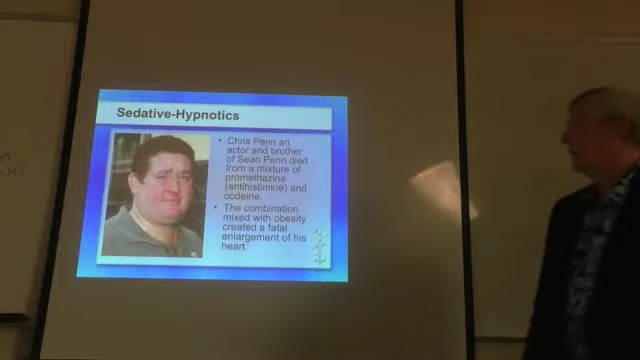 Sedative-Hypnotics
• Chris Penn an
actor and brother
of Sean Penn died
from a mixture of
promethazine
(antihistimine) and
codeine.
• The combination
mixed with obesity
created a fatal
enlargement of his
heart.